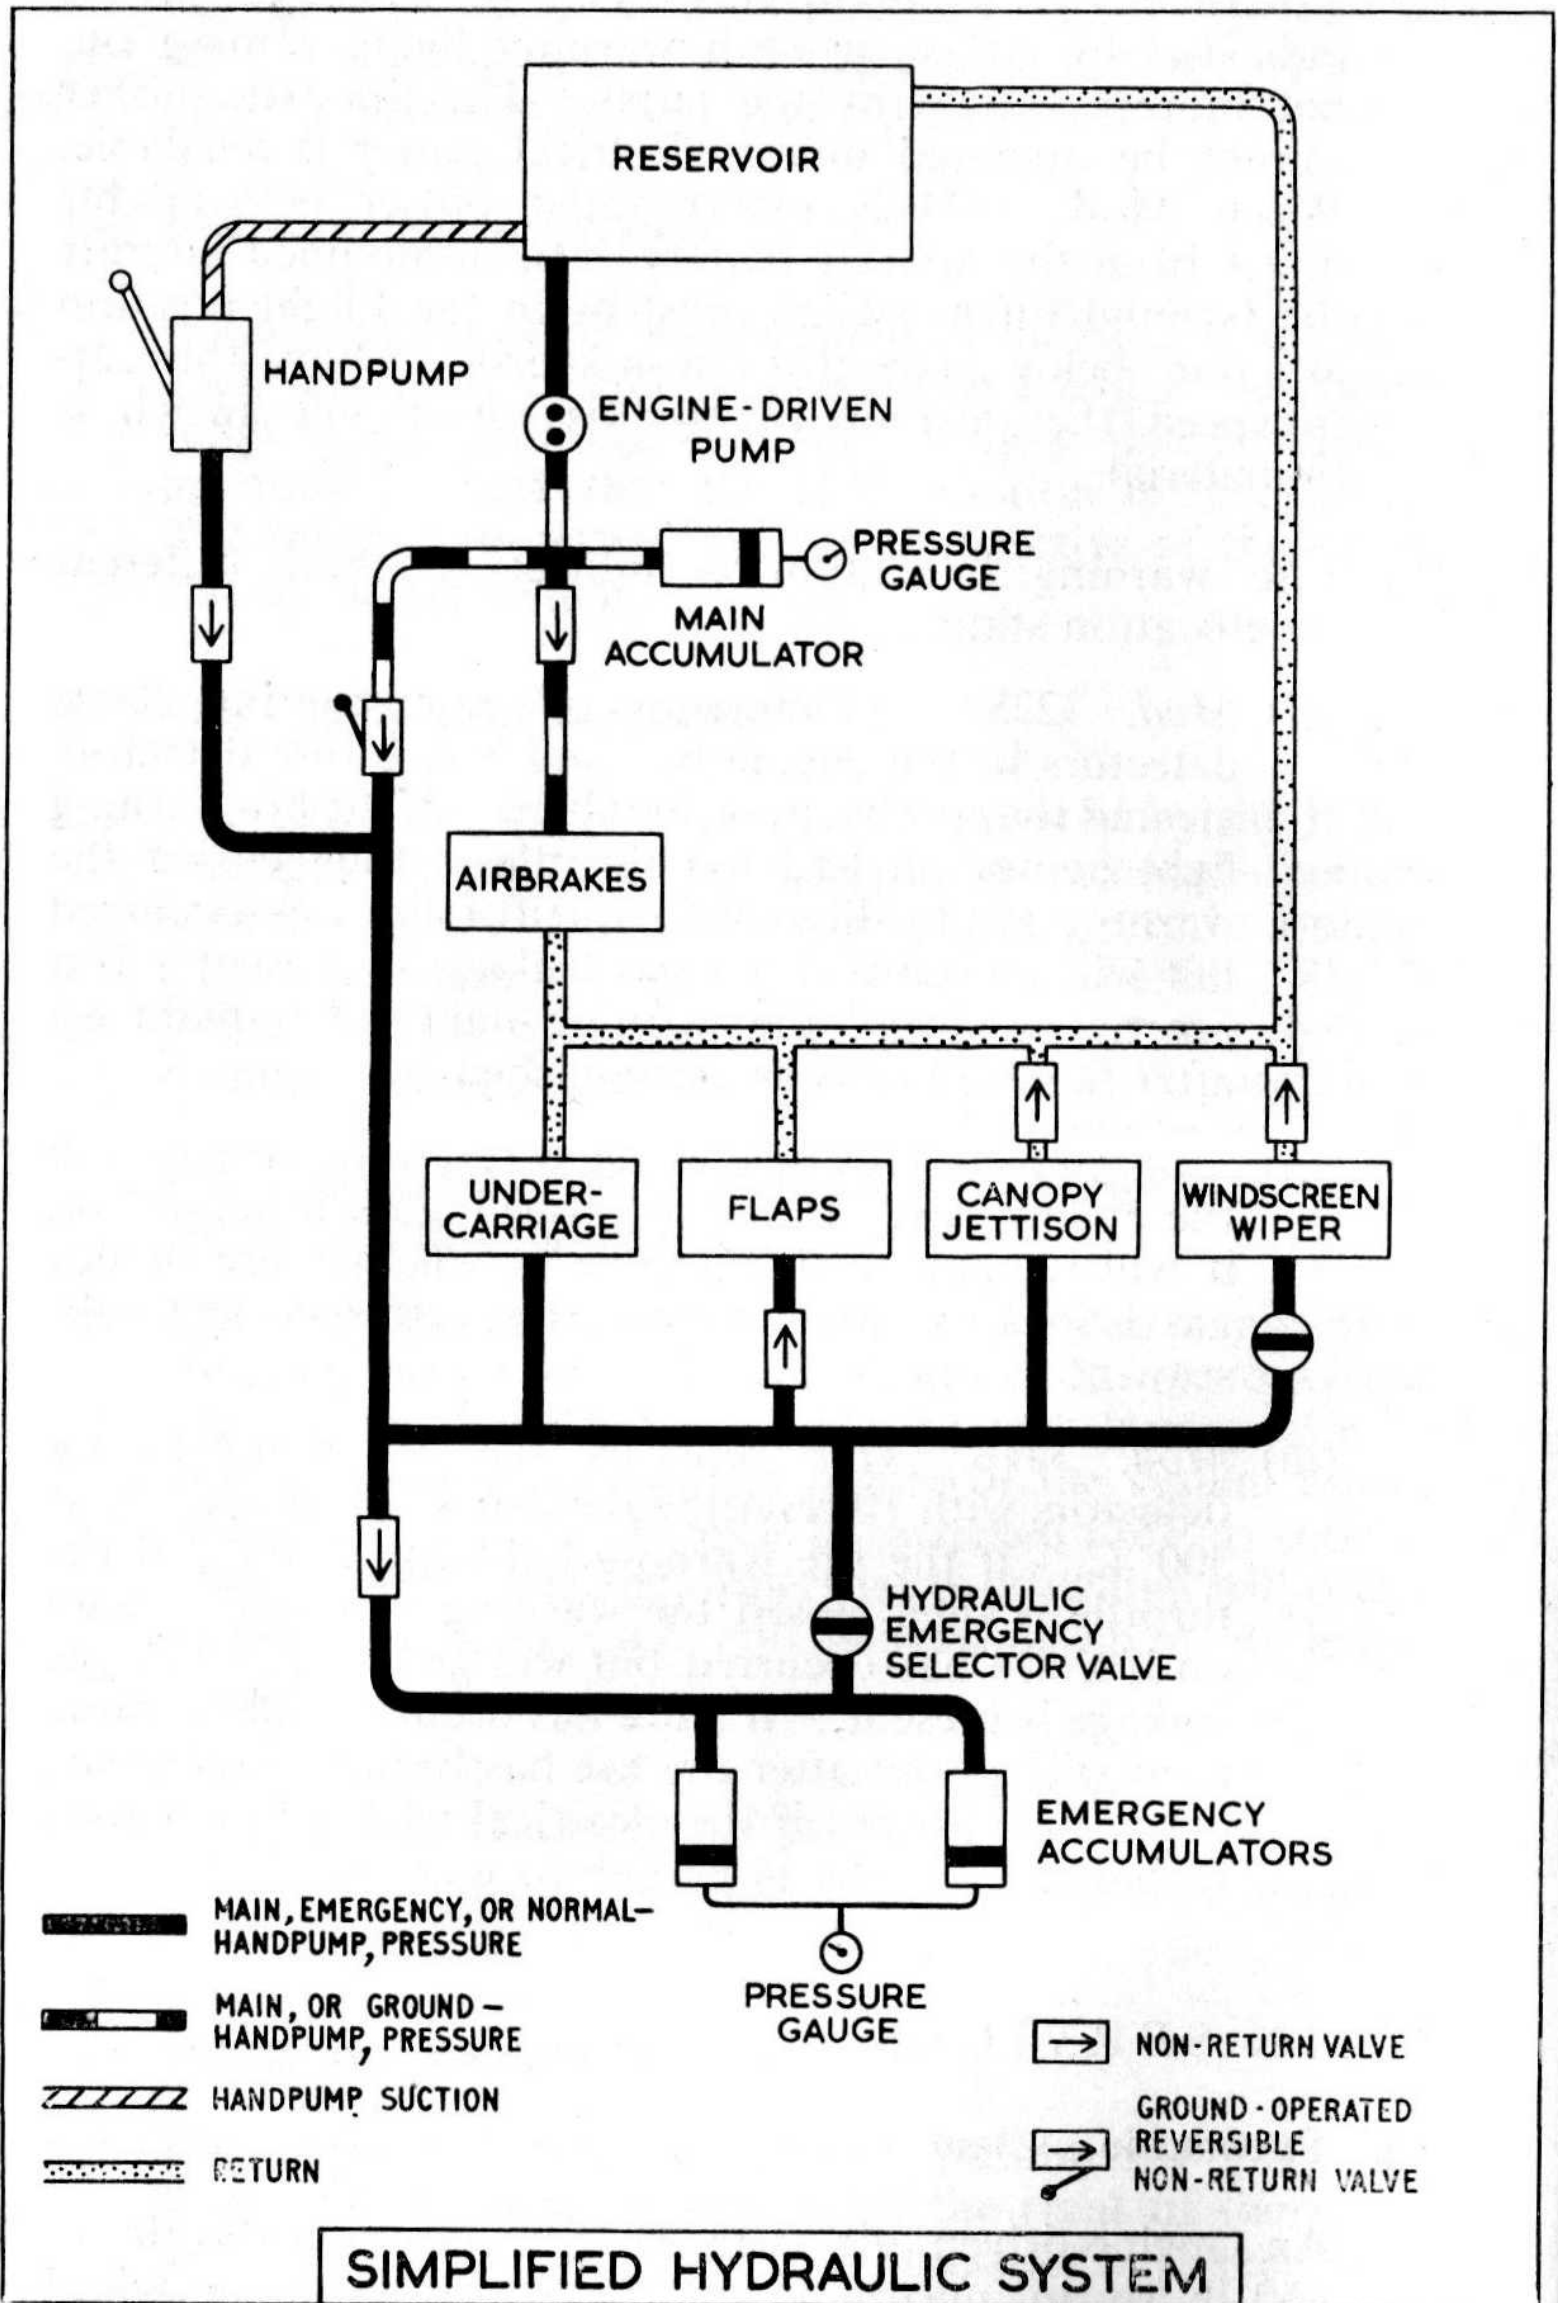 RESERVOIR
HANDPUMP
ENGINE-DRIVEN
PUMP
PRESSURE
GAUGE
MAIN
ACCUMULATOR
AIRBRAKES
UNDER-
CARRIAGE
FLAPS
CANOPY
JETTISON
WINDSCREEN
WIPER
HYDRAULIC
EMERGENCY
SELECTOR VALVE
EMERGENCY
ACCUMULATORS
PRESSURE
GAUGE
MAIN, EMERGENCY, OR NORMAL-
HANDPUMP, PRESSURE
MAIN, OR GROUND-
HANDPUMP, PRESSURE
HANDPUMP SUCTION
RETURN
NON-RETURN VALVE
GROUND-OPERATED
REVERSIBLE
NON-RETURN VALVE
SIMPLIFIED HYDRAULIC SYSTEM